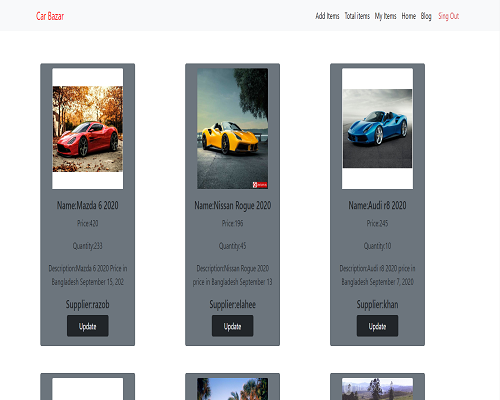 Car Bazar
Add Items Total items My Items Home Blog Sing Out
Name:Mazda 6 2020
Price:420
Quantity:233
Description:Mazda 6 2020 Price in
Bangladesh September 15, 202
Supplier:razob
Update
Name:Nissan Rogue 2020
Price:196
Quantity:45
Description:Nissan Rogue 2020
price in Bangladesh September 13
Supplier:elahee
Update
Name:Audi r8 2020
Price:245
Quantity:10
Description:Audi r8 2020 price in
Bangladesh September 7, 2020
Supplier:khan
Update